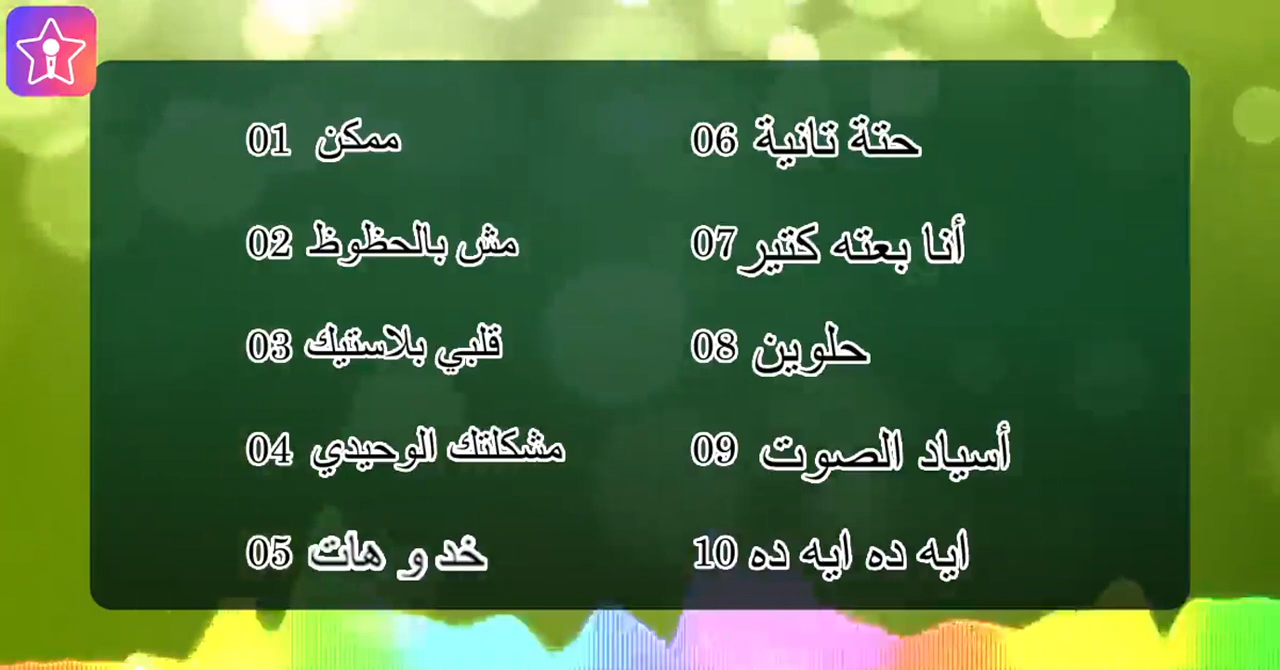 01 ممكن
02 مش بالحظوظ
03 قلبي بلاستيك
04 مشكلتك الوحيدي
05 خد و هات
06 حتة تانية
07 أنا بعته كتير
08 حلوين
09 أسياد الصوت
10 ايه ده ايه ده